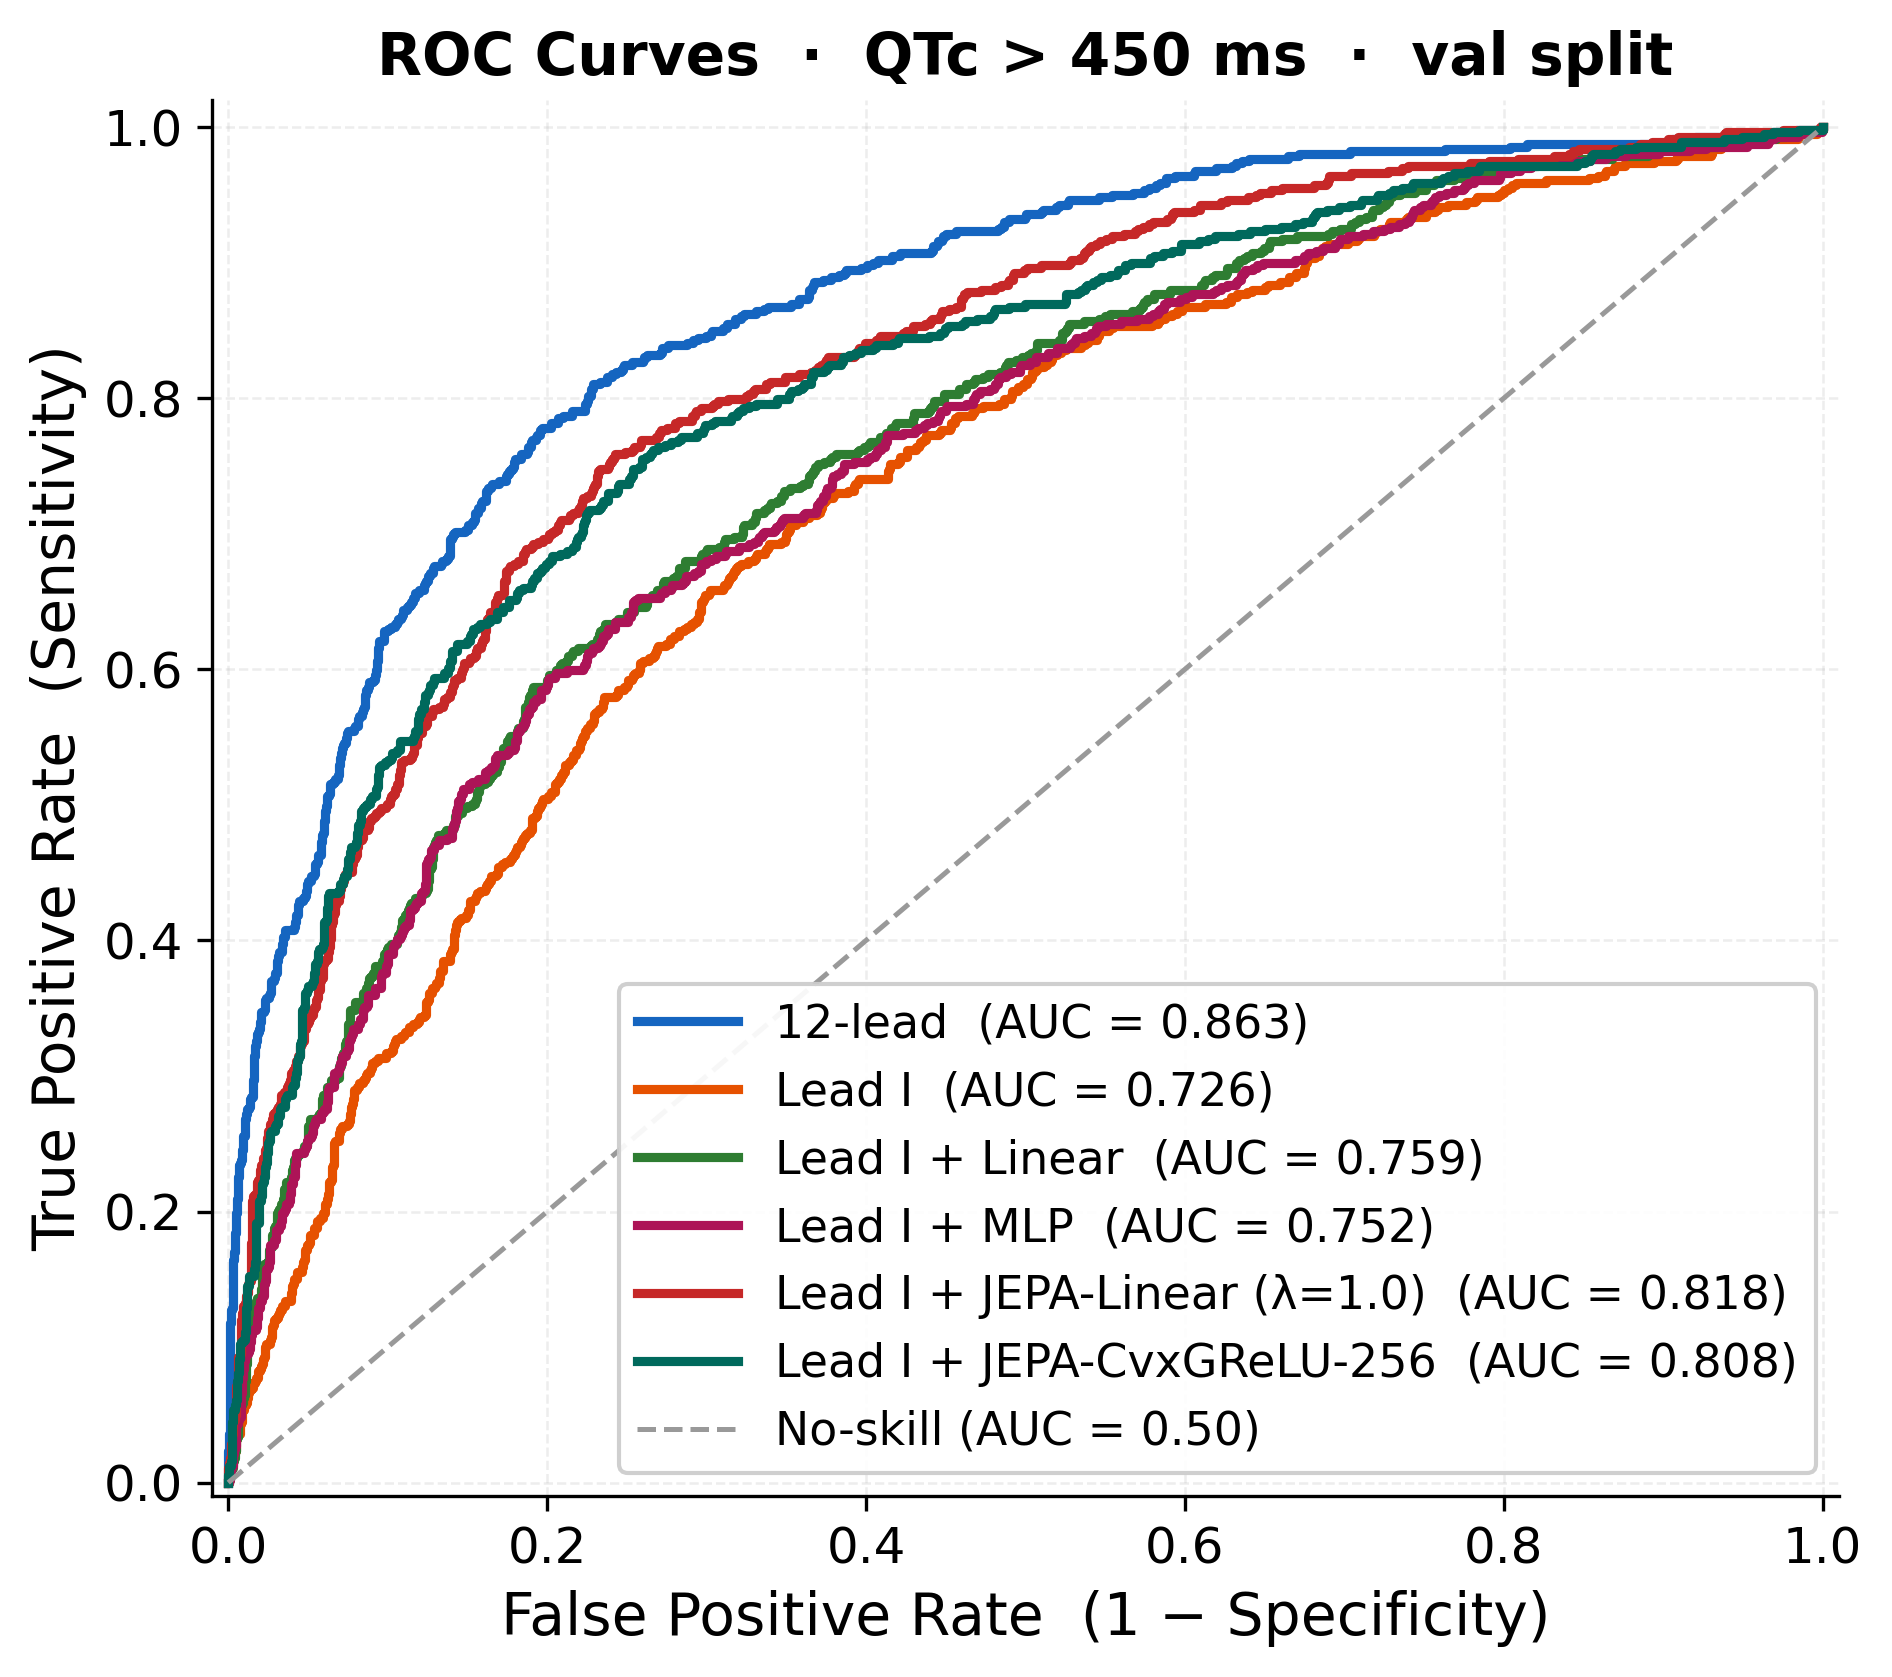 ROC Curves · QTc > 450 ms · val split
True Positive Rate (Sensitivity)
1.0
0.8
0.6
0.4
0.2
0.0
12-lead (AUC = 0.863)
Lead I (AUC = 0.726)
Lead I + Linear (AUC = 0.759)
Lead I + MLP (AUC = 0.752)
Lead I + JEPA-Linear (λ=1.0) (AUC = 0.818)
Lead I + JEPA-CvxGReLU-256 (AUC = 0.808)
No-skill (AUC = 0.50)
0.0 0.2 0.4 0.6 0.8 1.0
False Positive Rate (1 − Specificity)